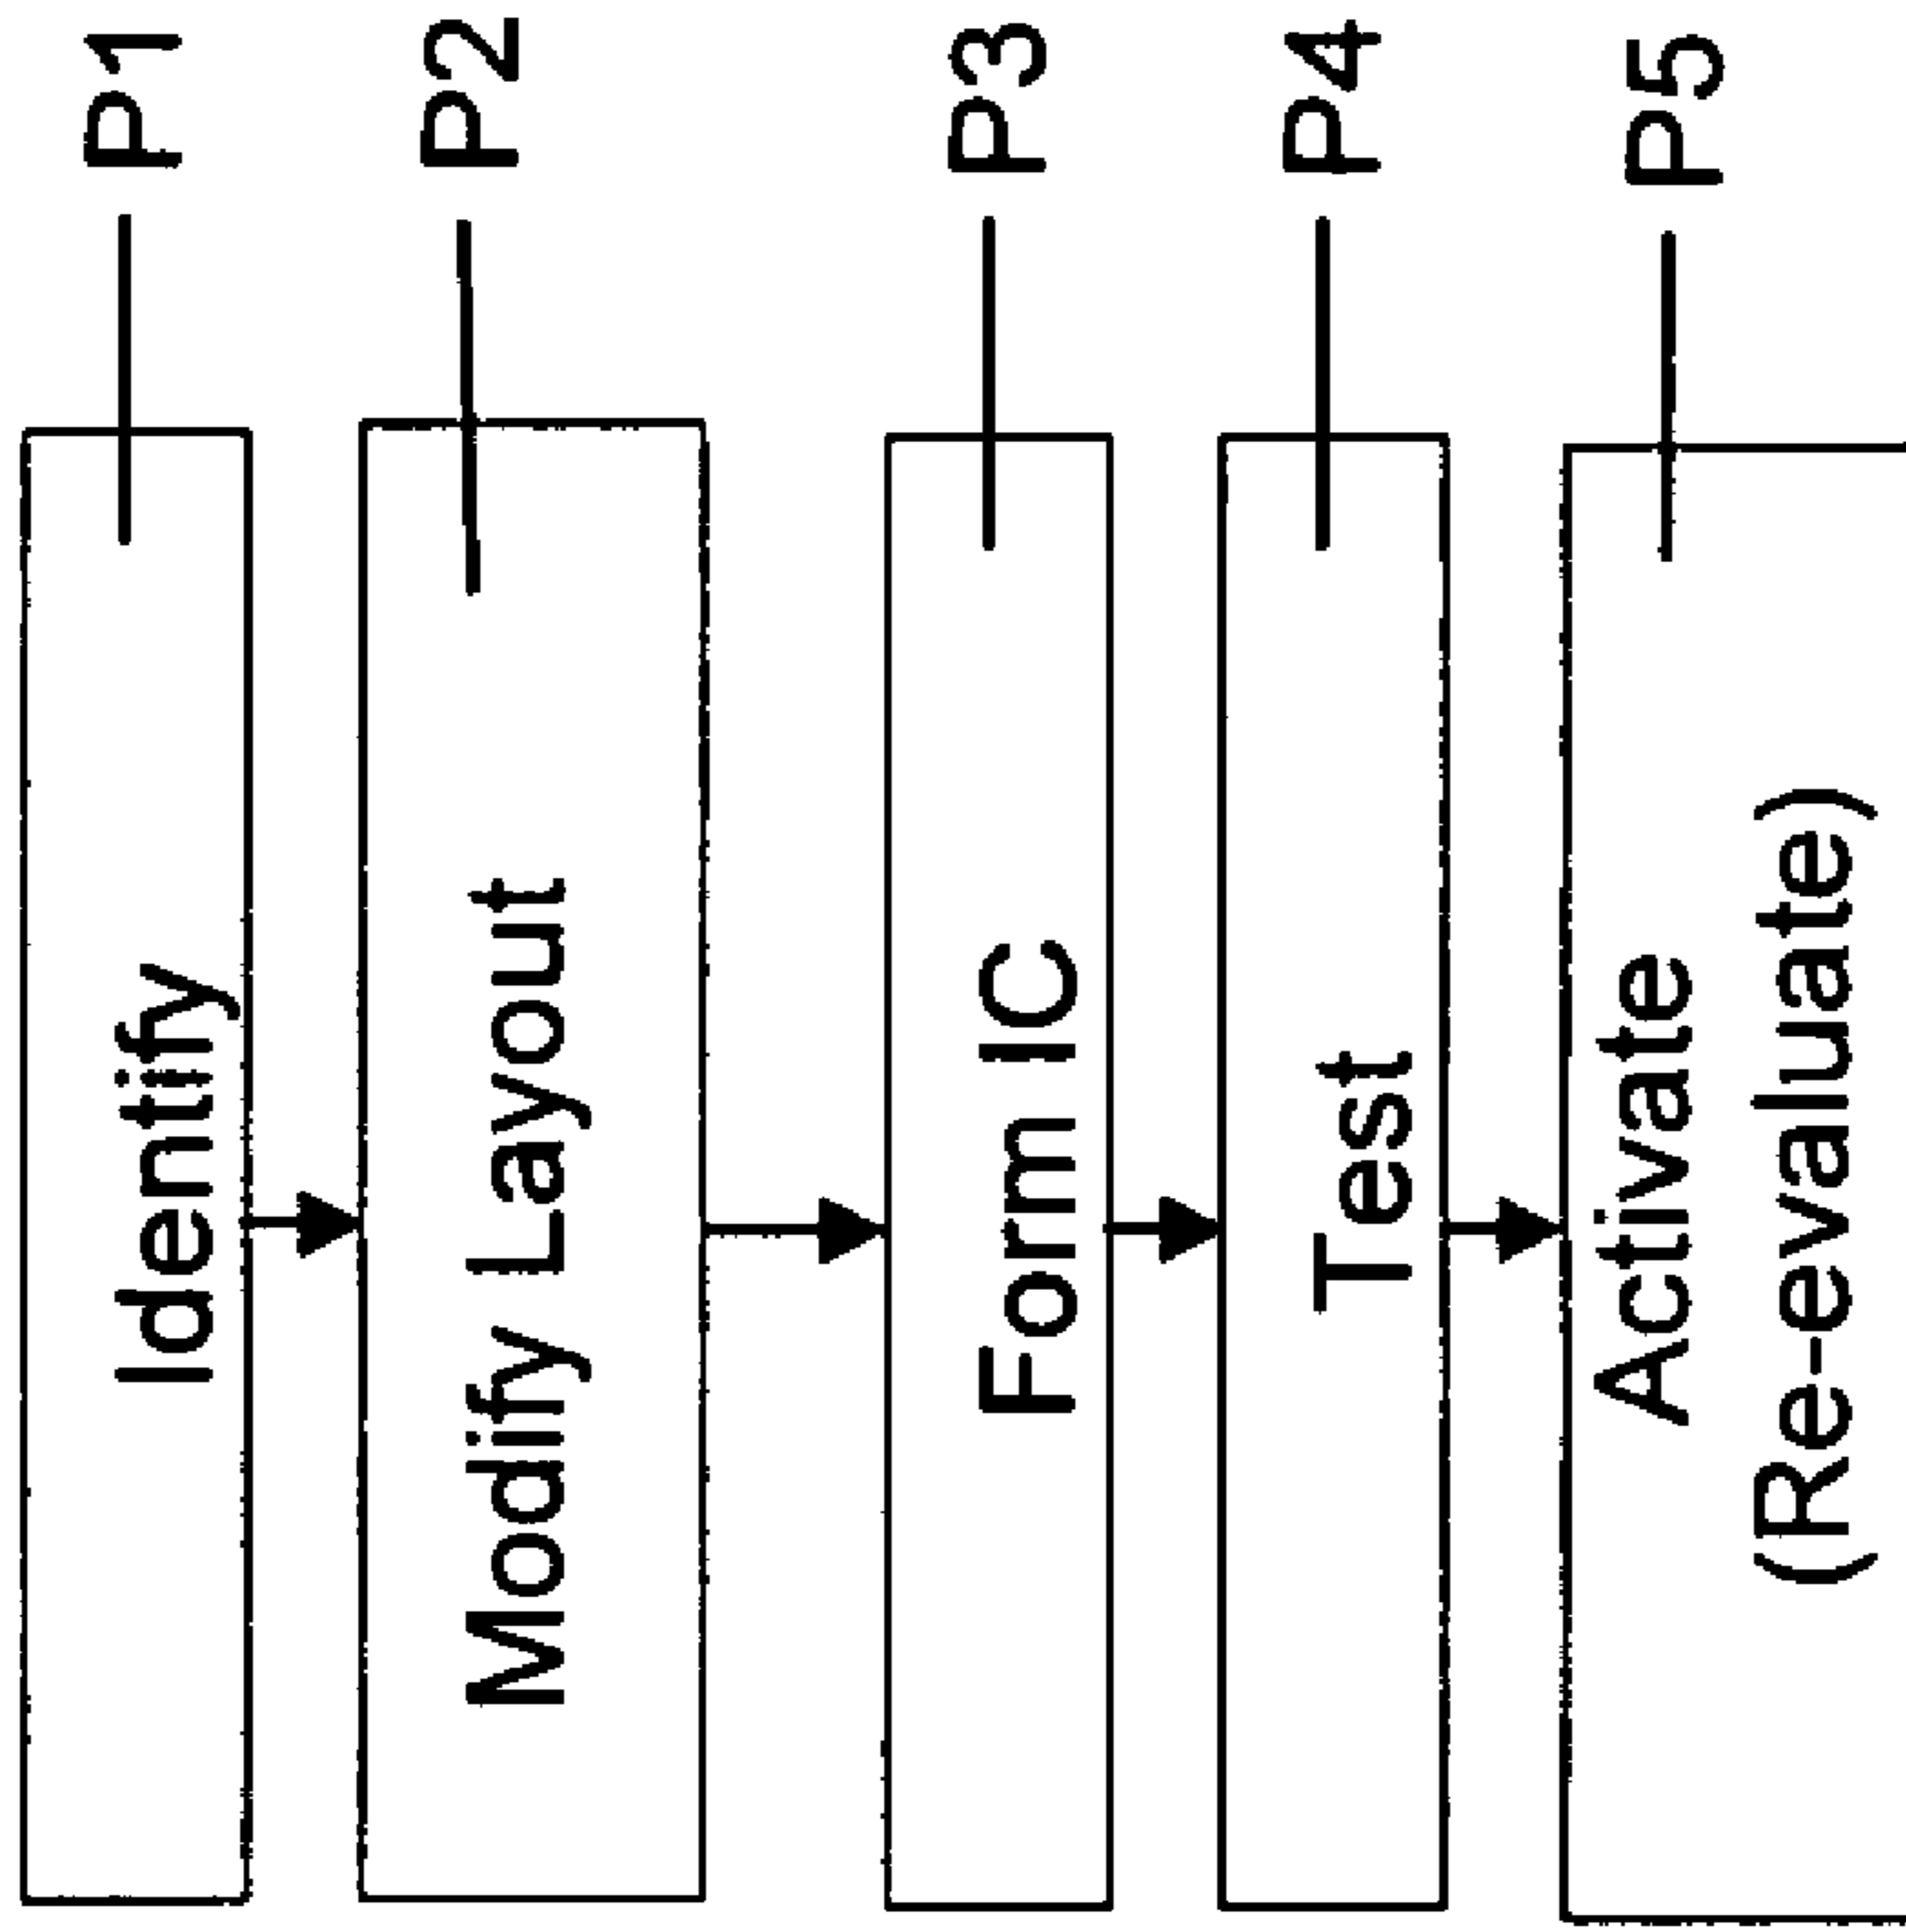 Identify P1
Modify Layout P2
Form IC P3
Test P4
Activate P5
(Re-evaluate)